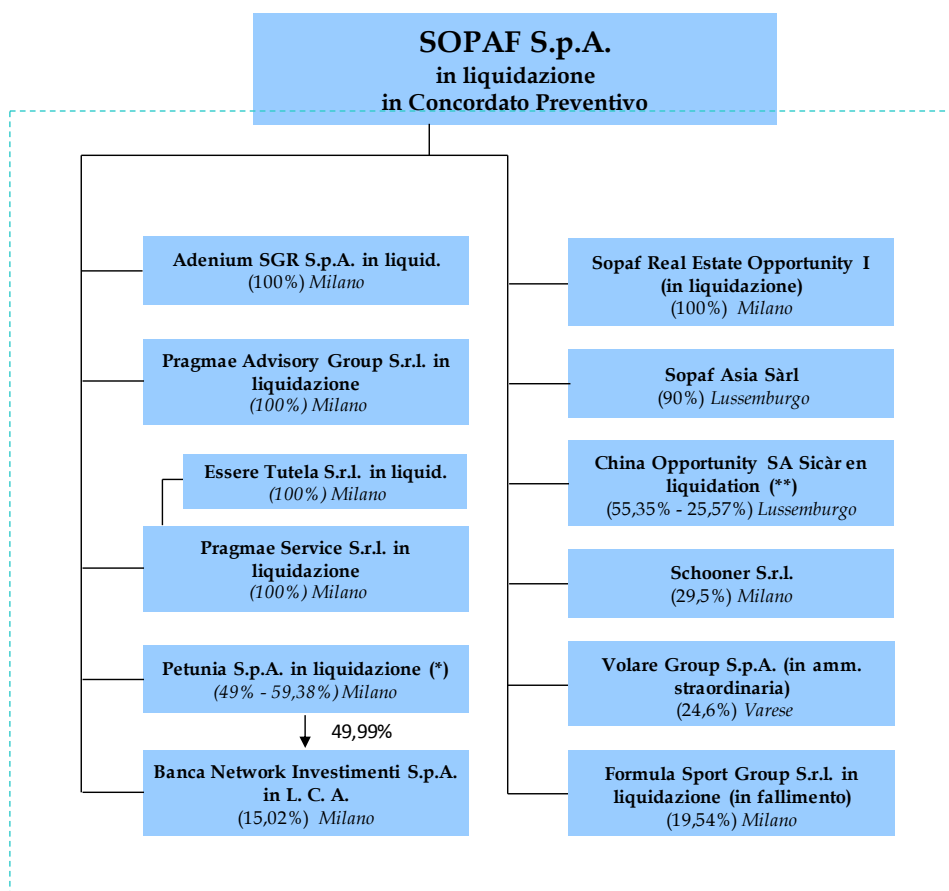 SOPAF S.p.A.
in liquidazione
in Concordato Preventivo
Adenium SGR S.p.A. in liquid.
(100%) Milano
Pragmae Advisory Group S.r.l. in
liquidazione
(100%) Milano
Essere Tutela S.r.l. in liquid.
(100%) Milano
Pragmae Service S.r.l. in
liquidazione
(100%) Milano
Petunia S.p.A. in liquidazione (*)
(49% - 59,38%) Milano
49,99%
Banca Network Investimenti S.p.A.
in L. C. A.
(15,02%) Milano
Sopaf Real Estate Opportunity I
(in liquidazione)
(100%) Milano
Sopaf Asia Sàrl
(90%) Lussemburgo
China Opportunity SA Sicàr en
liquidation (**)
(55,35% - 25,57%) Lussemburgo
Schooner S.r.l.
(29,5%) Milano
Volare Group S.p.A. (in amm.
straordinaria)
(24,6%) Varese
Formula Sport Group S.r.l. in
liquidazione (in fallimento)
(19,54%) Milano